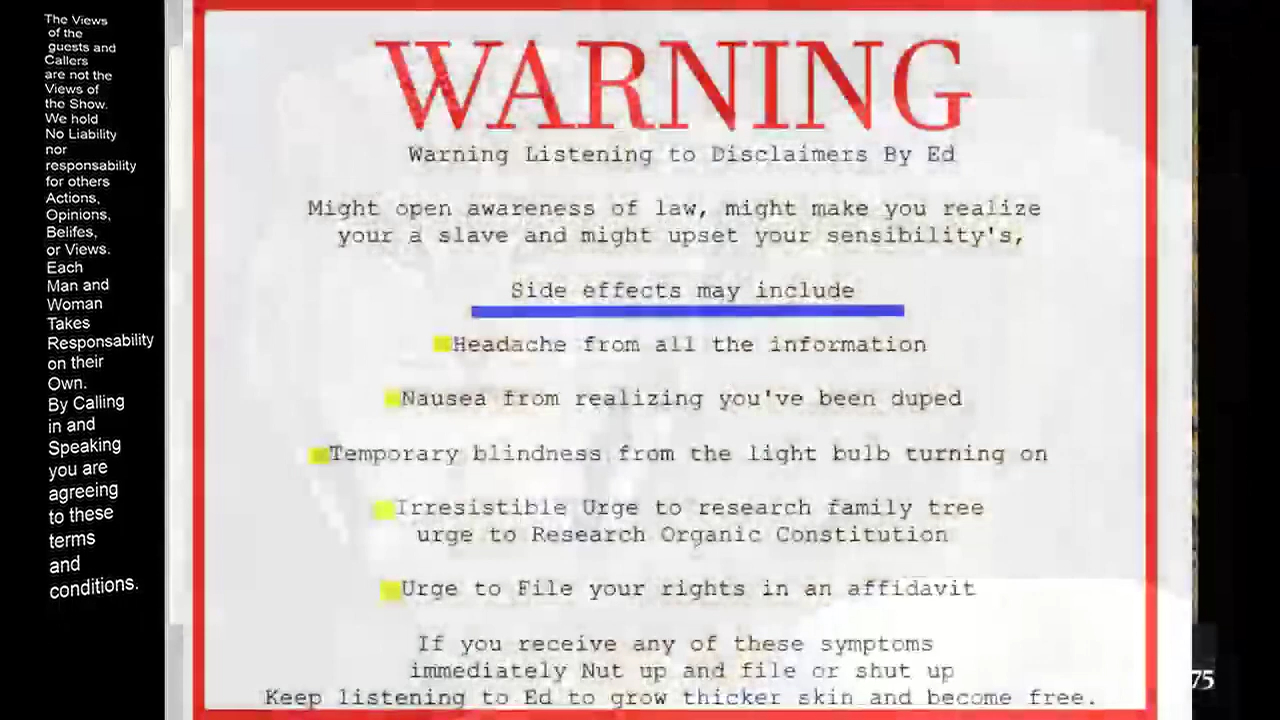 The Views
of the
guests and
Callers
are not the
Views of
the Show.
We hold
No Liability
nor
responsability
for others
Actions,
Opinions,
Belifes,
or Views.
Each
Man and
Woman
Takes
Responsability
on their
Own.
By Calling
in and
Speaking
you are
agreeing
to these
terms
and
conditions.
WARNING
Warning Listening to Disclaimers By Ed
Might open awareness of law, might make you realize
your a slave and might upset your sensibility's,
Side effects may include
Headache from all the information
Nausea from realizing you've been duped
Temporary blindness from the light bulb turning on
Irresistible Urge to research family tree
urge to Research Organic Constitution
Urge to File your rights in an affidavit
If you receive any of these symptoms
immediately Nut up and file or shut up
Keep listening to Ed to grow thicker skin and become free.
75